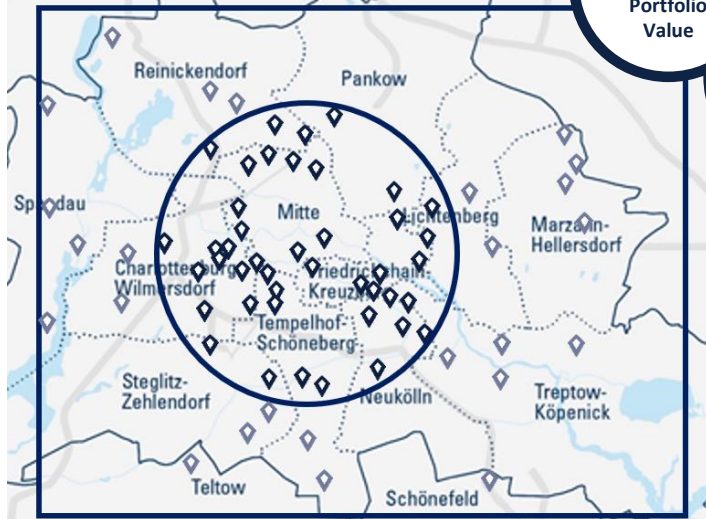 Portfolio
Value
Reinickendorf
Pankow
Spandau
Mitte
Lichtenberg
Marzahn-
Hellersdorf
Charlottenburg
Wilmersdorf
Friedrichshain-
Kreuzberg
Tempelhof-
Schöneberg
Steglitz-
Zehlendorf
Neukölln
Treptow-
Köpenick
Teltow
Schönefeld